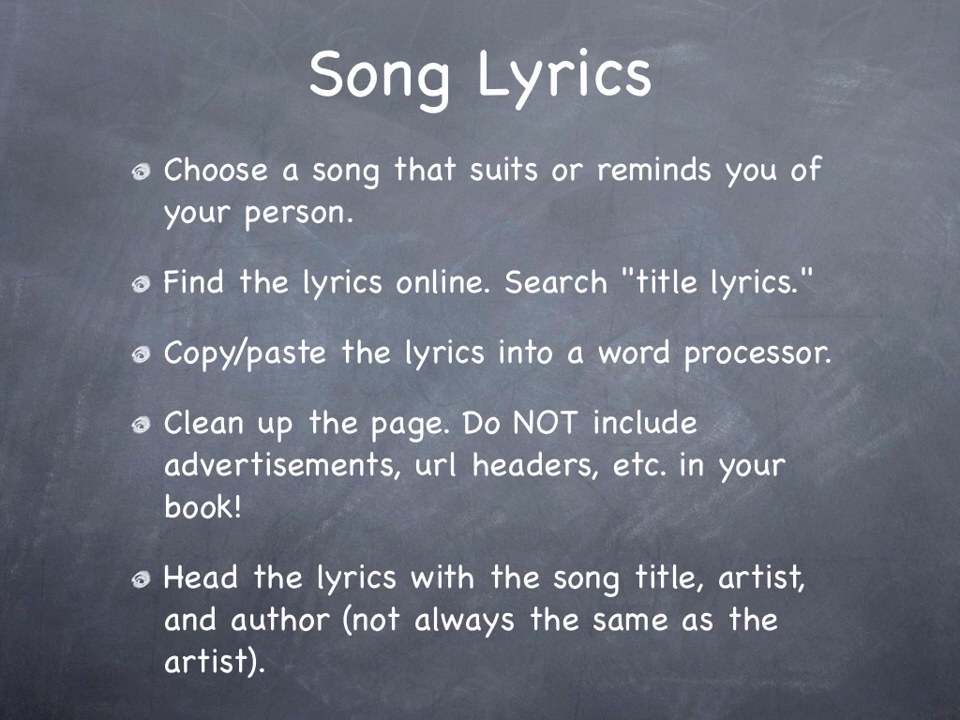 Song Lyrics
Choose a song that suits or reminds you of
your person.
Find the lyrics online. Search "title lyrics."
Copy/paste the lyrics into a word processor.
Clean up the page. Do NOT include
advertisements, url headers, etc. in your
book!
Head the lyrics with the song title, artist,
and author (not always the same as the
artist).